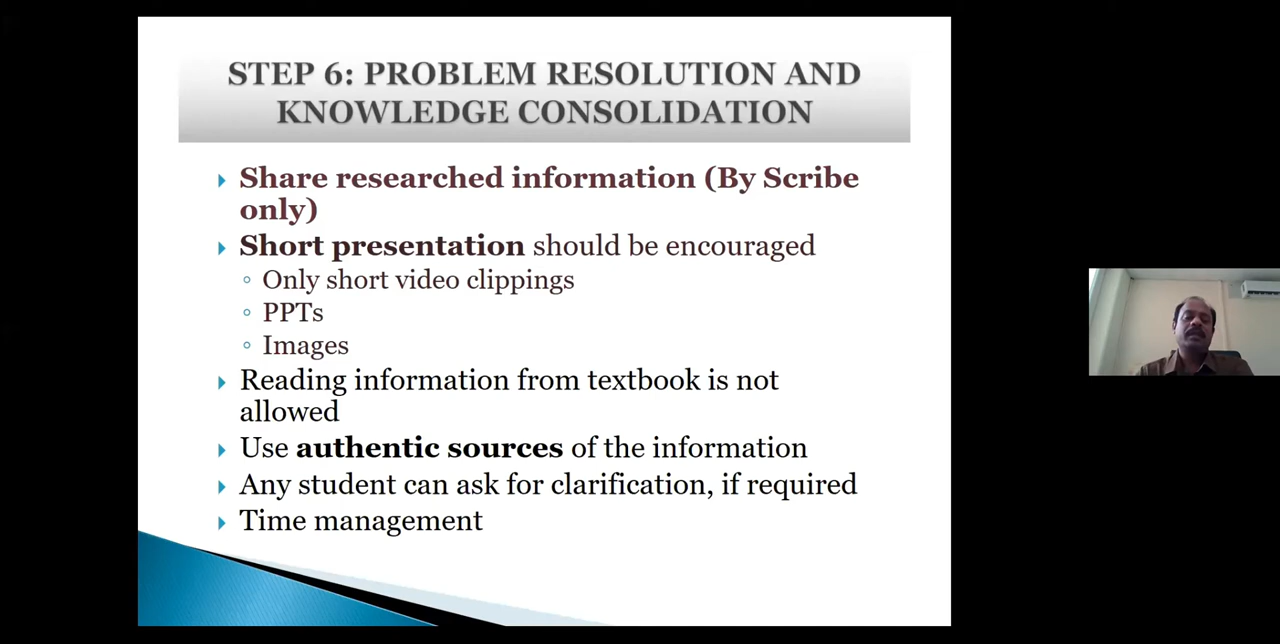 STEP 6: PROBLEM RESOLUTION AND
KNOWLEDGE CONSOLIDATION
Share researched information (By Scribe
only)
Short presentation should be encouraged
Only short video clippings
PPTs
Images
Reading information from textbook is not
allowed
Use authentic sources of the information
Any student can ask for clarification, if required
Time management